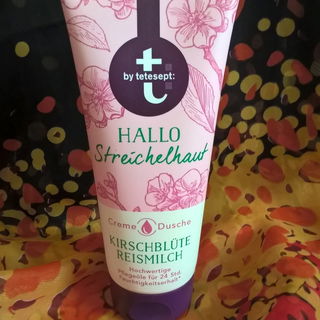 t
by tetesept:
HALLO
Streichelhaut
Creme Dusche
KIRSCHBLÜTE
REISMILCH
Hochwertige
Pflegeöle für 24 Std.
Feuchtigkeitserhalt*